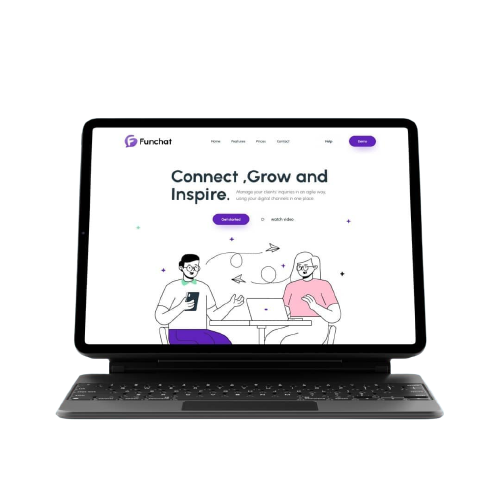 Funchat
Home Features Prices Contact Help Demo
Connect ,Grow and
Inspire.
Manage your clients' inquiries in an agile way,
using your digital channels in one place.
Get started watch video